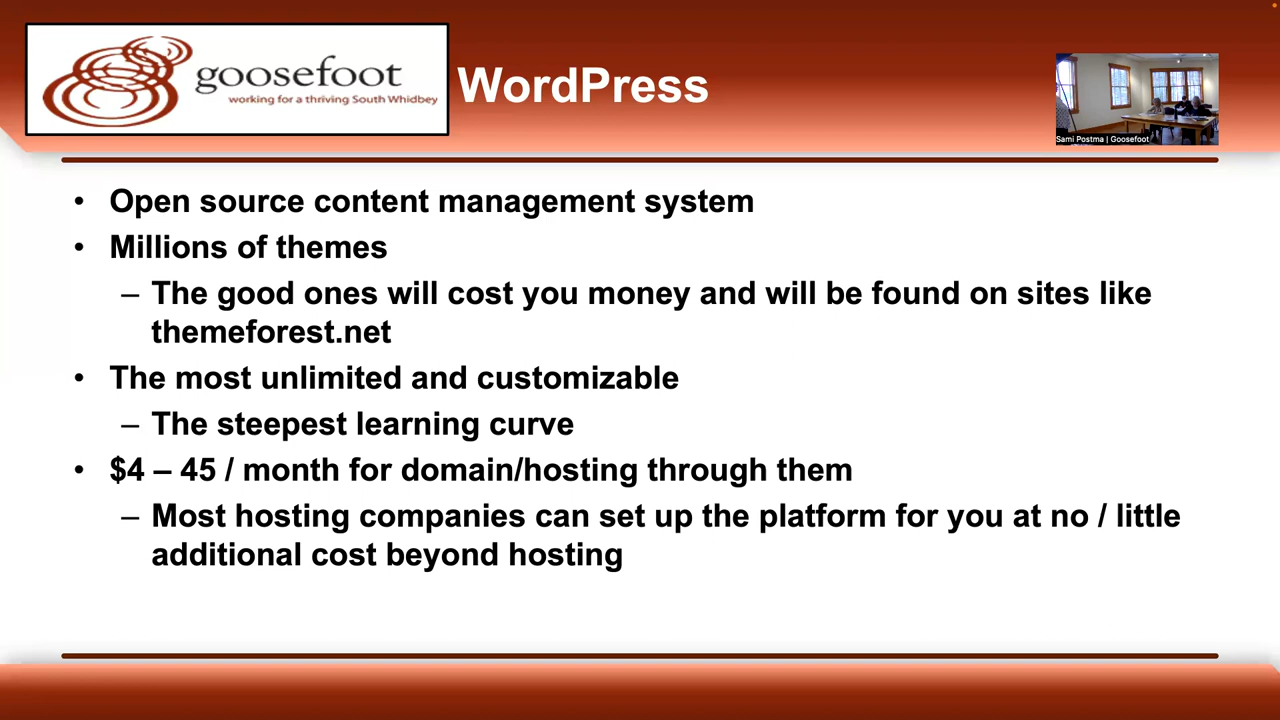 goosefoot
working for a thriving South Whidbey
WordPress
Sami Postma | Goosefoot
• Open source content management system
• Millions of themes
– The good ones will cost you money and will be found on sites like
themeforest.net
• The most unlimited and customizable
– The steepest learning curve
• $4 – 45 / month for domain/hosting through them
– Most hosting companies can set up the platform for you at no / little
additional cost beyond hosting